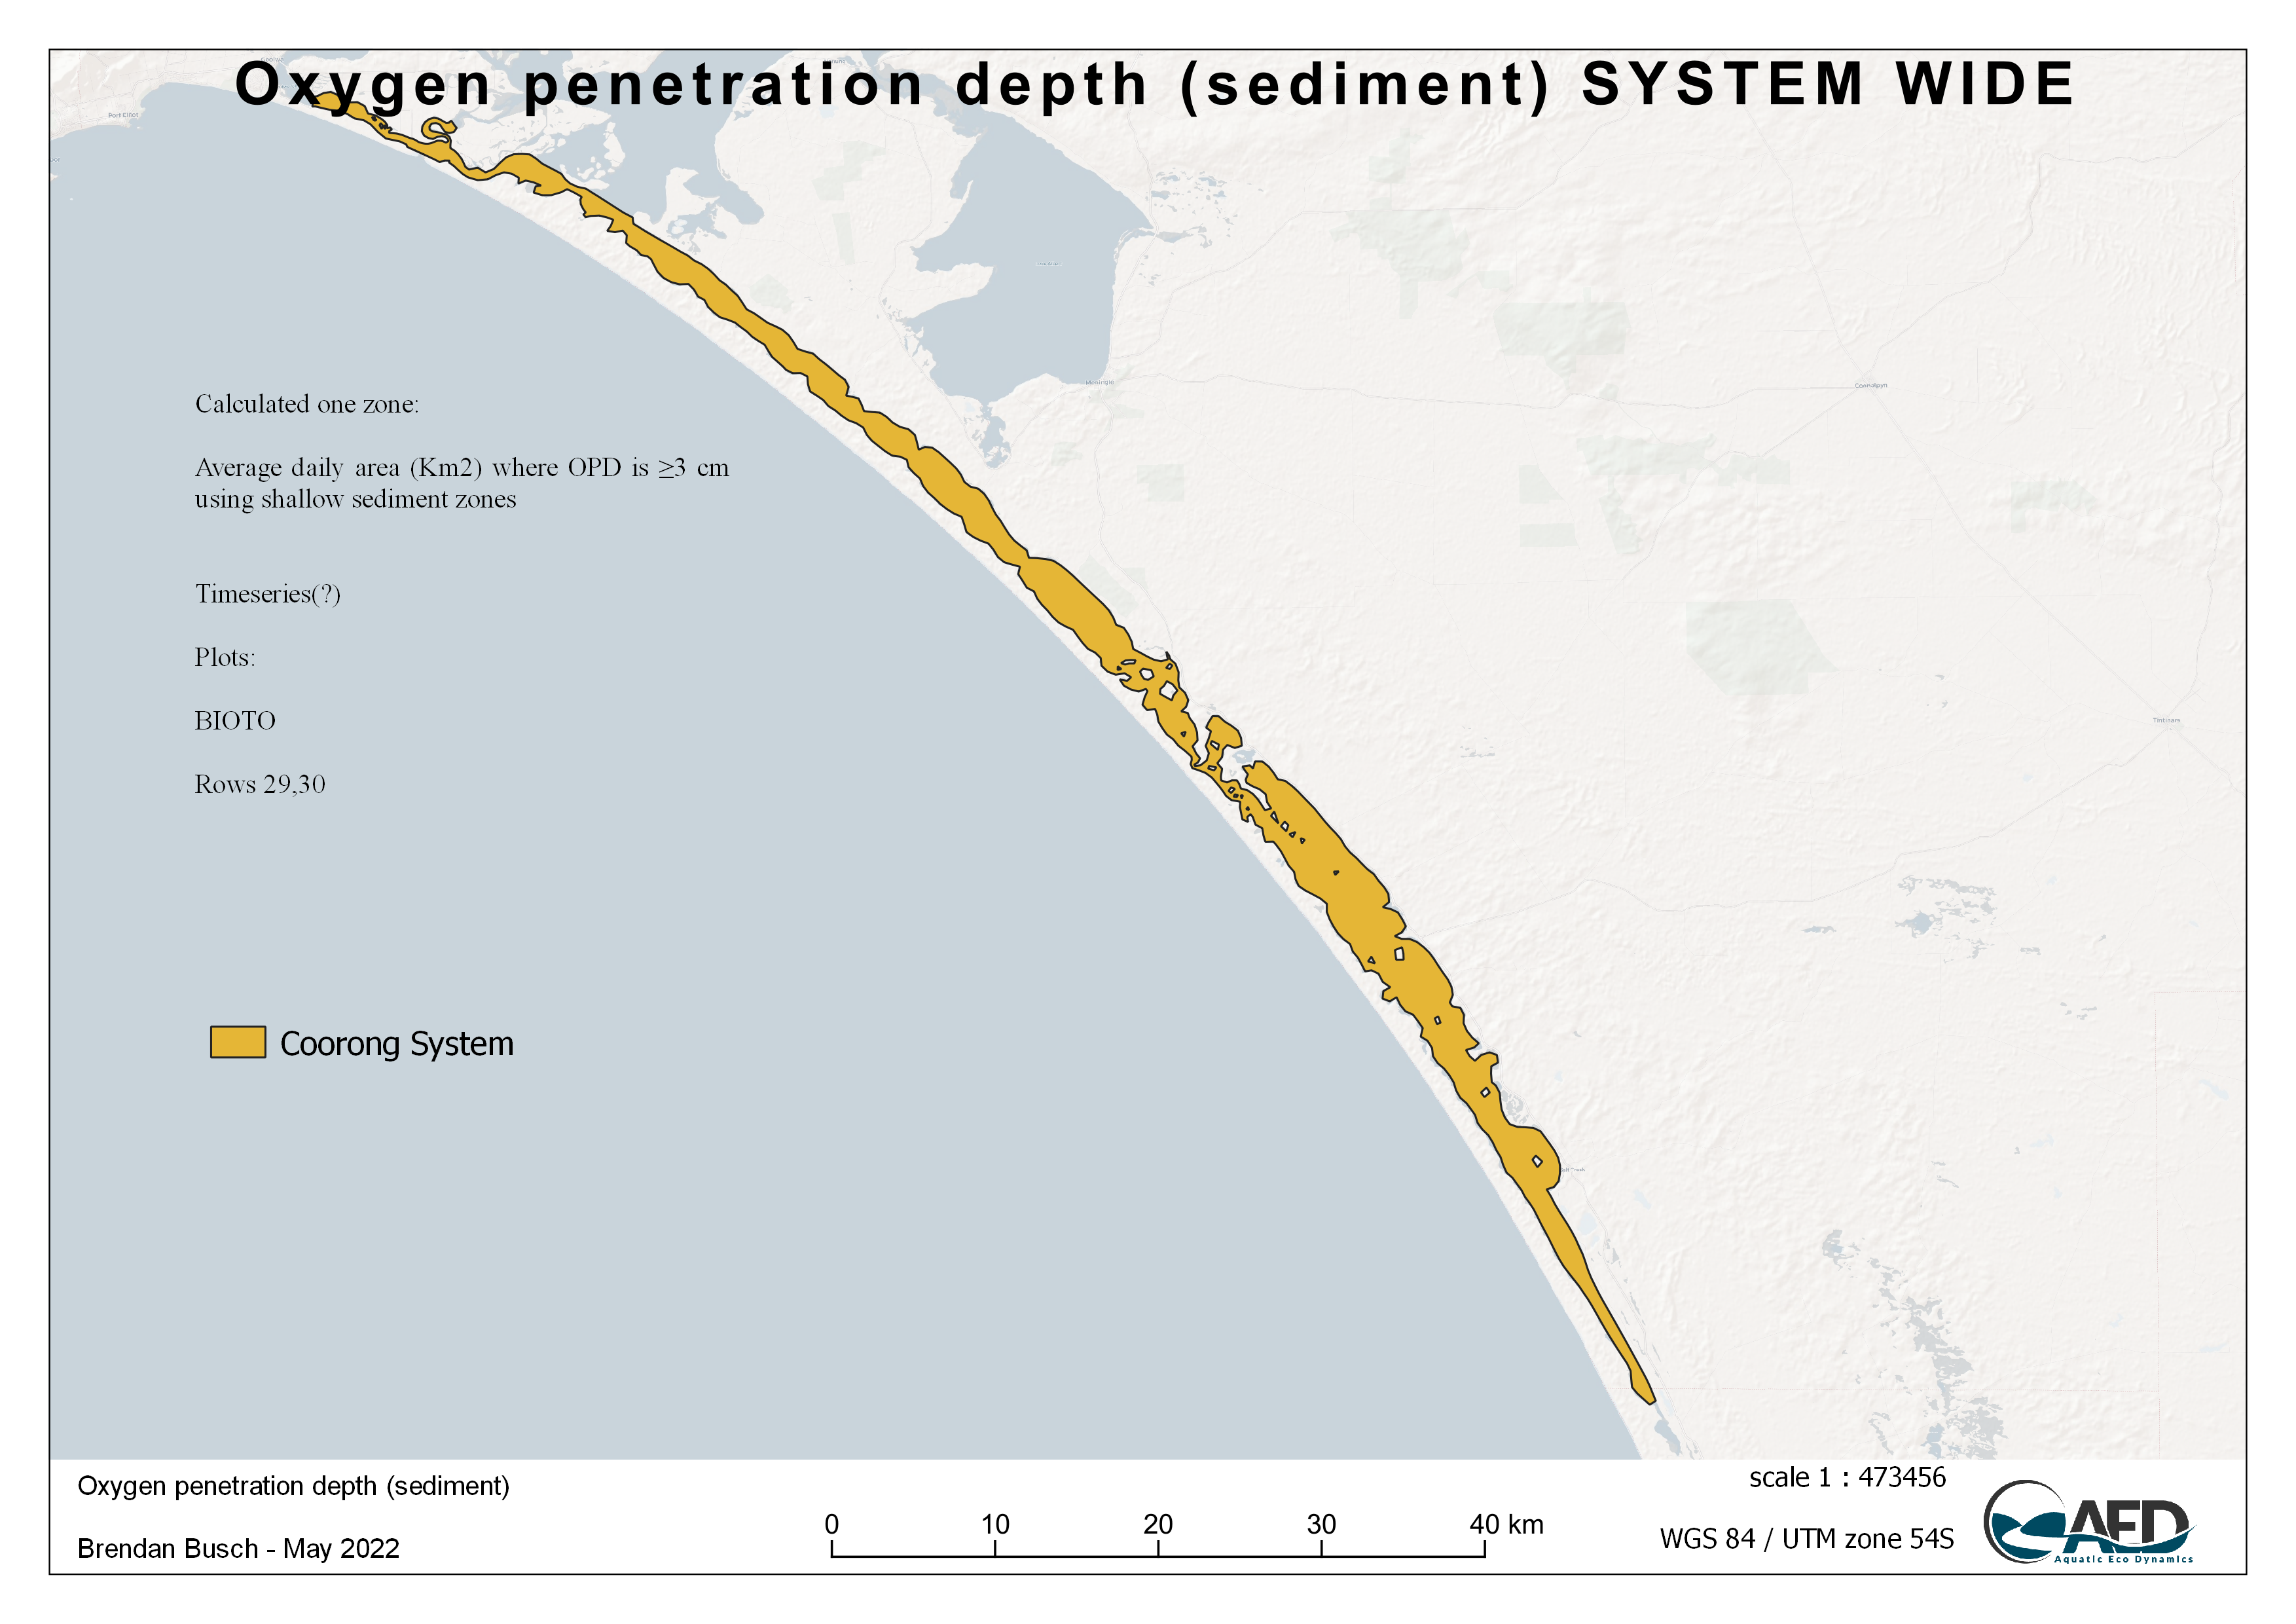 Oxygen penetration depth (sediment) SYSTEM WIDE
Port Elliot
Meningie
Coonalpyn
Tintinara
Calculated one zone:
Average daily area (Km2) where OPD is ≥3 cm
using shallow sediment zones
Timeseries(?)
Plots:
BIOTO
Rows 29,30
Coorong System
Oxygen penetration depth (sediment)
Brendan Busch - May 2022
0 10 20 30 40 km
scale 1 : 473456
WGS 84 / UTM zone 54S
AED
Aquatic Eco Dynamics